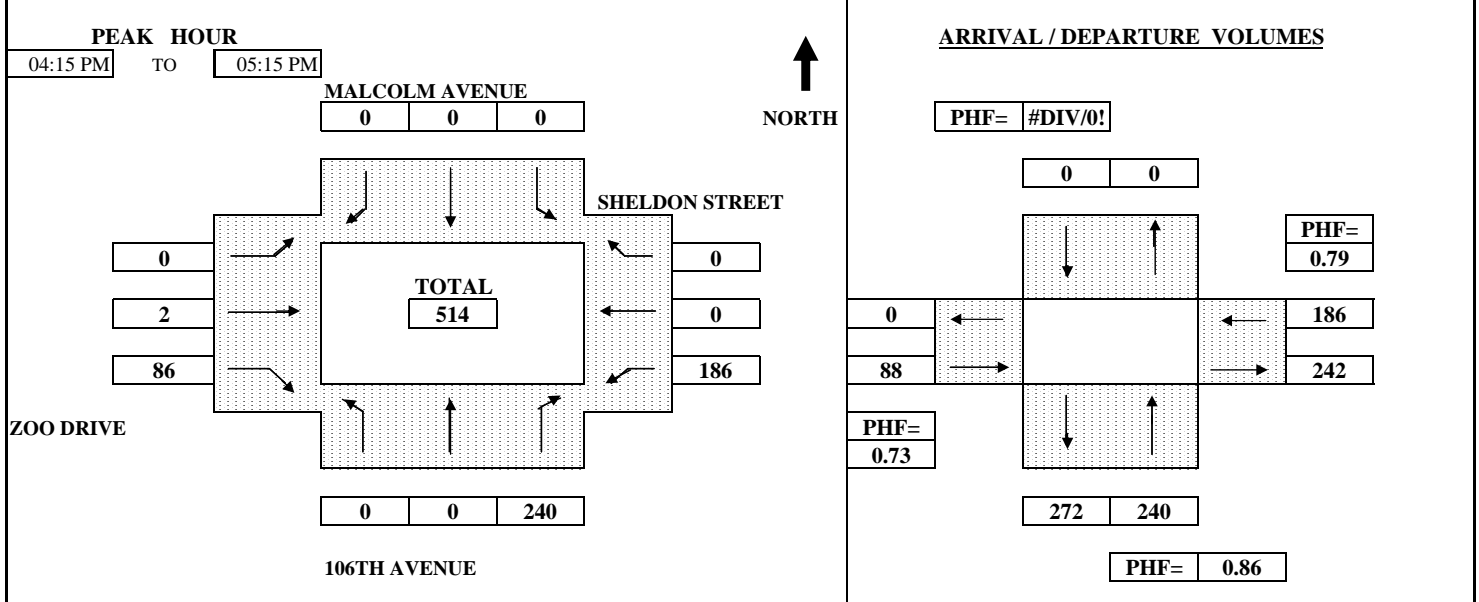 PEAK HOUR
04:15 PM TO 05:15 PM
MALCOLM AVENUE
0 0 0
NORTH
SHELDON STREET
0 0
TOTAL
2 514 0
86 186
ZOO DRIVE
0 0 240
106TH AVENUE
ARRIVAL / DEPARTURE VOLUMES
PHF= #DIV/0!
0 0
PHF=
0.79
0 186
88 242
PHF=
0.73
272 240
PHF= 0.86